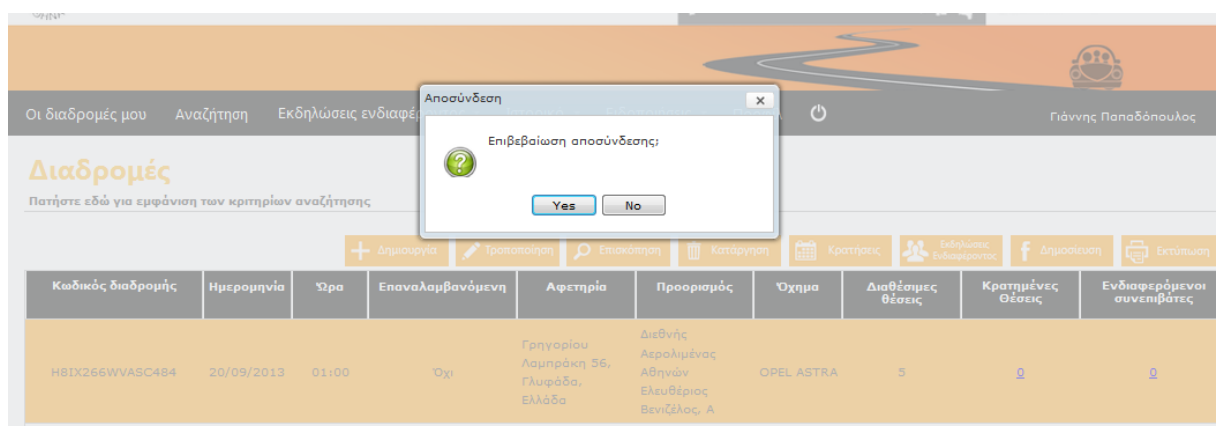 Αποσύνδεση
Οι διαδρομές μου Αναζήτηση Εκδηλώσεις Γιάννης Παπαδόπουλος
Επιβεβαίωση αποσύνδεσης;
Yes No
Διαδρομές
Πατήστε εδώ για εμφάνιση των κριτηρίων αναζήτησης
Δημιουργία Τροποποίηση Επισκόπηση Κατάργηση Κρατήσεις Εκδηλώσεις Ενδιαφέροντος Δημοσίευση Εκτύπωση
Κωδικός διαδρομής Ημερομηνία Ώρα Επαναλαμβανόμενη Αφετηρία Προορισμός Όχημα Διαθέσιμες θέσεις Κρατημένες Θέσεις Ενδιαφερόμενοι συνεπιβάτες
H8IX266WVASC484 20/09/2013 01:00 Όχι
Γρηγορίου
Λαμπράκη 56,
Γλυφάδα,
Ελλάδα
Διεθνής
Αερολιμένας
Αθηνών
Ελευθέριος
Βενιζέλος, Α
OPEL ASTRA 5 0 0